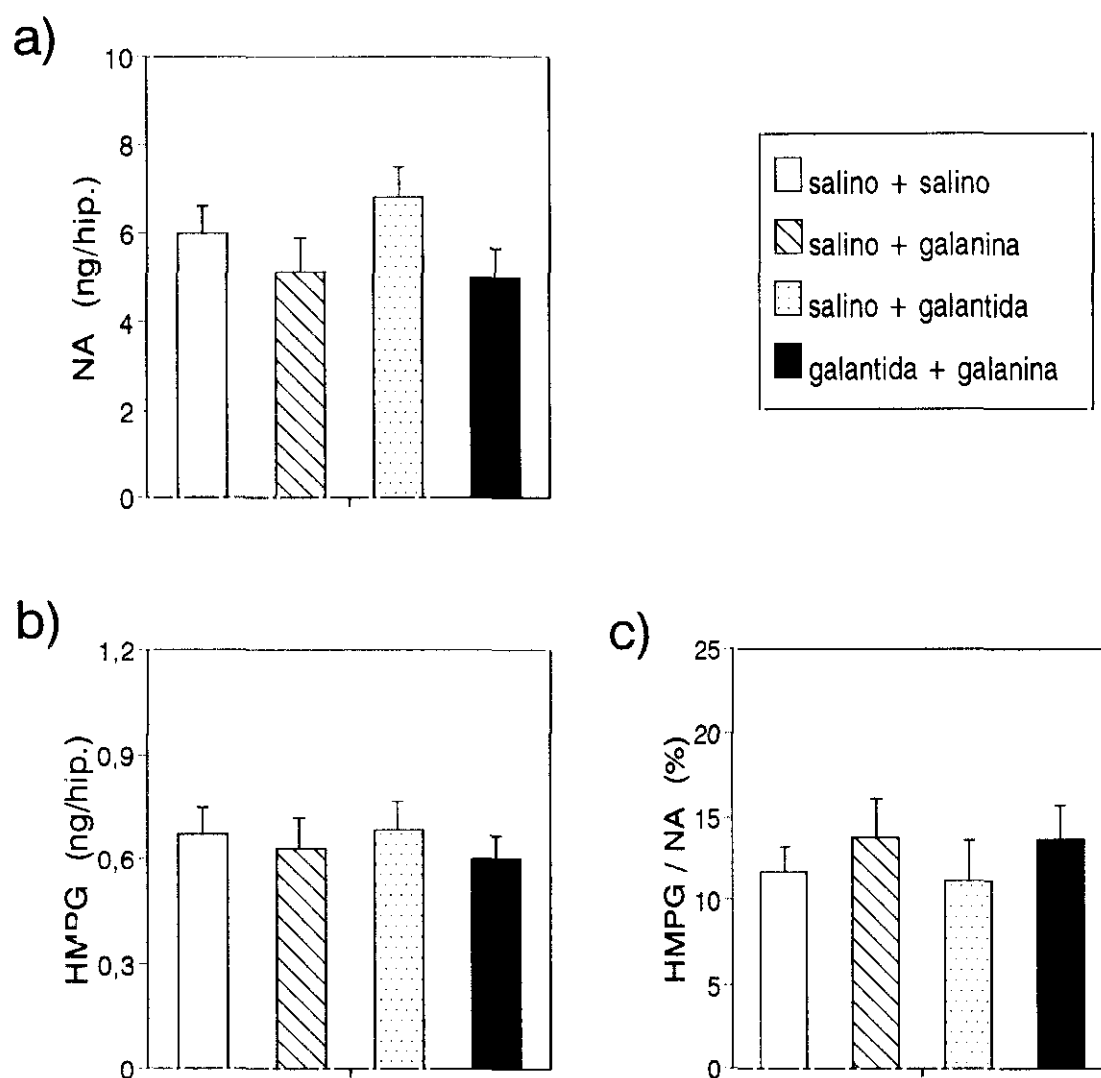 a)
10
8
6
4
2
0
NA (ng/hip.)
salino + salino
salino + galanina
salino + galantida
galantida + galanina
b)
1,2
0,9
0,6
0,3
0
HMPG (ng/hip.)
c)
25
20
15
10
5
0
HMPG / NA (%)